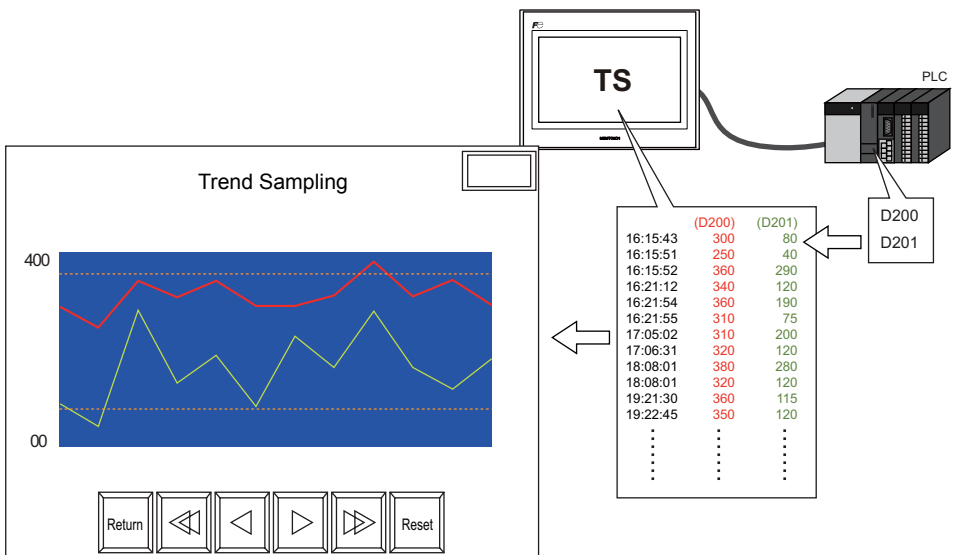 Fe
TS
PLC
Trend Sampling
400
00
Return
Reset
D200
D201
(D200) (D201)
16:15:43 300 80
16:15:51 250 40
16:15:52 360 290
16:21:12 340 120
16:21:54 360 190
16:21:55 310 75
17:05:02 310 200
17:06:31 320 120
18:08:01 380 280
18:08:01 320 120
19:21:30 360 115
19:22:45 350 120